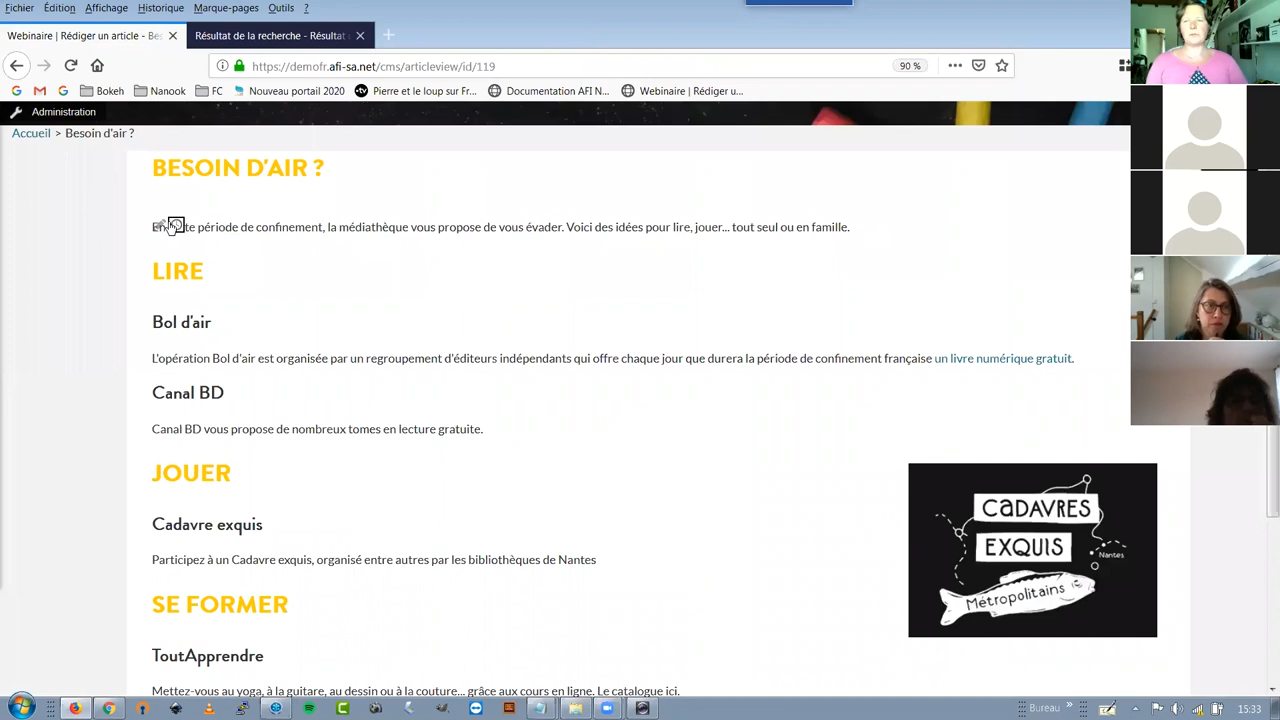 Fichier Édition Affichage Historique Marque-pages Outils ?
Webinaire | Rédiger un article - Bes
Résultat de la recherche - Résultat
https://demofr.afi-sa.net/cms/articleview/id/119
90 %
Bokeh Nanook FC Nouveau portail 2020 Pierre et le loup sur Fr... Documentation AFI N... Webinaire | Rédiger u...
Administration
Accueil > Besoin d'air ?
BESOIN D'AIR ?
période de confinement, la médiathèque vous propose de vous évader. Voici des idées pour lire, jouer... tout seul ou en famille.
LIRE
Bol d'air
L'opération Bol d'air est organisée par un regroupement d'éditeurs indépendants qui offre chaque jour que durera la période de confinement française un livre numérique gratuit.
Canal BD
Canal BD vous propose de nombreux tomes en lecture gratuite.
JOUER
Cadavre exquis
Participez à un Cadavre exquis, organisé entre autres par les bibliothèques de Nantes
CADAVRES
EXQUIS
Nantes
Métropolitains
SE FORMER
ToutApprendre
Mettez-vous au yoga, à la guitare, au dessin ou à la couture... grâce aux cours en ligne. Le catalogue ici.
Bureau »
15:33